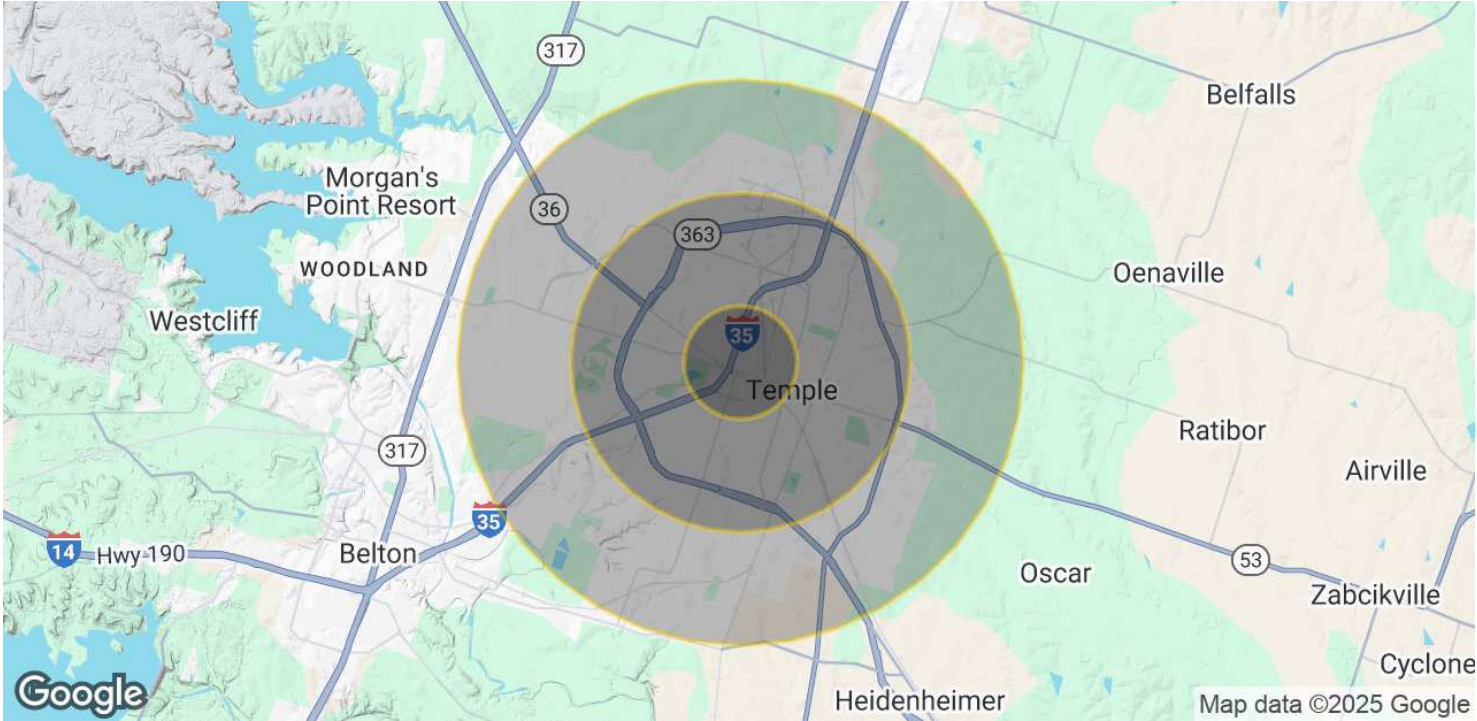 317
Belfalls
Morgan's
Point Resort
36
363
WOODLAND
Oenaville
Westcliff
35
Temple
317
Ratibor
Airville
35
14
Hwy 190
Belton
53
Oscar
Zabcikville
Cyclone
Google
Heidenheimer
Map data ©2025 Google